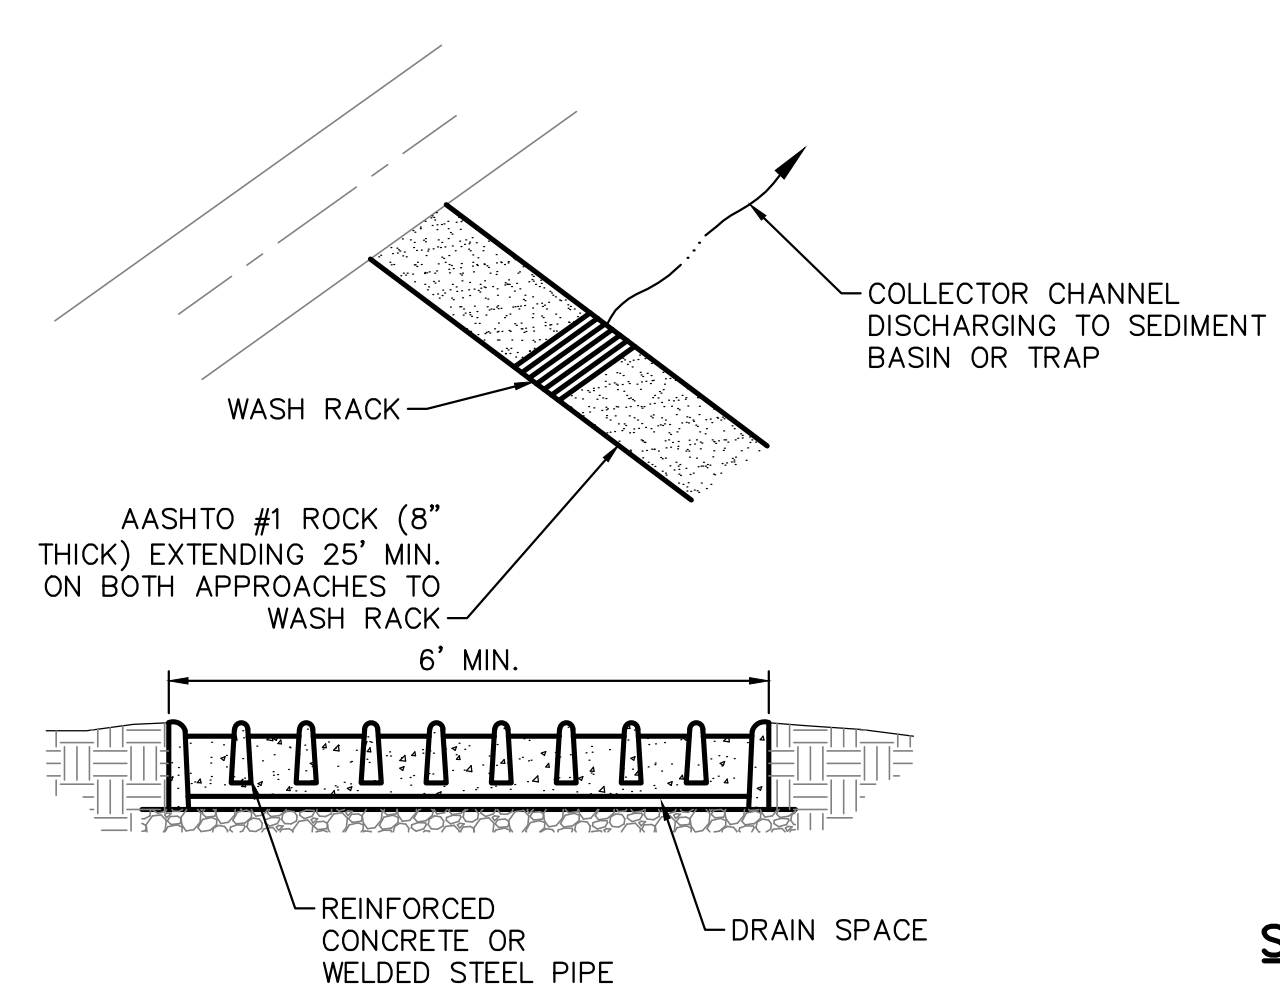 COLLECTOR CHANNEL
DISCHARGING TO SEDIMENT
BASIN OR TRAP
WASH RACK
AASHTO #1 ROCK (8”
THICK) EXTENDING 25’ MIN.
ON BOTH APPROACHES TO
WASH RACK
6’ MIN.
REINFORCED
CONCRETE OR
WELDED STEEL PIPE
DRAIN SPACE
S